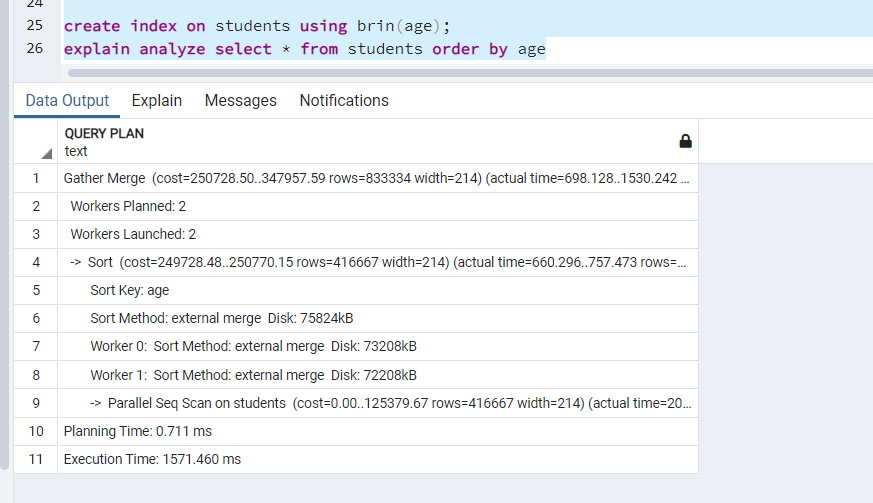 24
25 create index on students using brin(age);
26 explain analyze select * from students order by age
Data Output Explain Messages Notifications
QUERY PLAN
text
1 Gather Merge (cost=250728.50..347957.59 rows=833334 width=214) (actual time=698.128..1530.242 ...
2 Workers Planned: 2
3 Workers Launched: 2
4 -> Sort (cost=249728.48..250770.15 rows=416667 width=214) (actual time=660.296..757.473 rows=...
5 Sort Key: age
6 Sort Method: external merge Disk: 75824kB
7 Worker 0: Sort Method: external merge Disk: 73208kB
8 Worker 1: Sort Method: external merge Disk: 72208kB
9 -> Parallel Seq Scan on students (cost=0.00..125379.67 rows=416667 width=214) (actual time=20...
10 Planning Time: 0.711 ms
11 Execution Time: 1571.460 ms